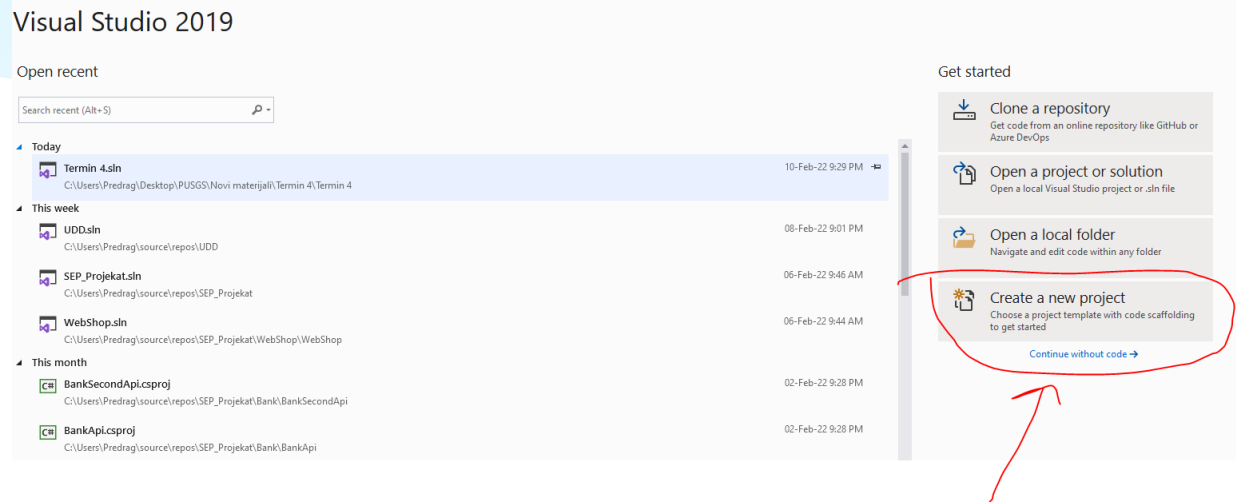 Visual Studio 2019
Open recent
Search recent (Alt+S)
Today
Termin 4.sln
10-Feb-22 9:29 PM
C:\Users\Predrag\Desktop\PUSGS\Novi materijali\Termin 4\Termin 4
This week
UDD.sln
08-Feb-22 9:01 PM
C:\Users\Predrag\source\repos\UDD
SEP_Projekat.sln
06-Feb-22 9:46 AM
C:\Users\Predrag\source\repos\SEP_Projekat
WebShop.sln
06-Feb-22 9:44 AM
C:\Users\Predrag\source\repos\SEP_Projekat\WebShop\WebShop
This month
C#
BankSecondApi.csproj
02-Feb-22 9:28 PM
C:\Users\Predrag\source\repos\SEP_Projekat\Bank\BankSecondApi
C#
BankApi.csproj
02-Feb-22 9:28 PM
C:\Users\Predrag\source\repos\SEP_Projekat\Bank\BankApi
Get started
Clone a repository
Get code from an online repository like GitHub or
Azure DevOps
Open a project or solution
Open a local Visual Studio project or .sln file
Open a local folder
Navigate and edit code within any folder
Create a new project
Choose a project template with code scaffolding
to get started
Continue without code →